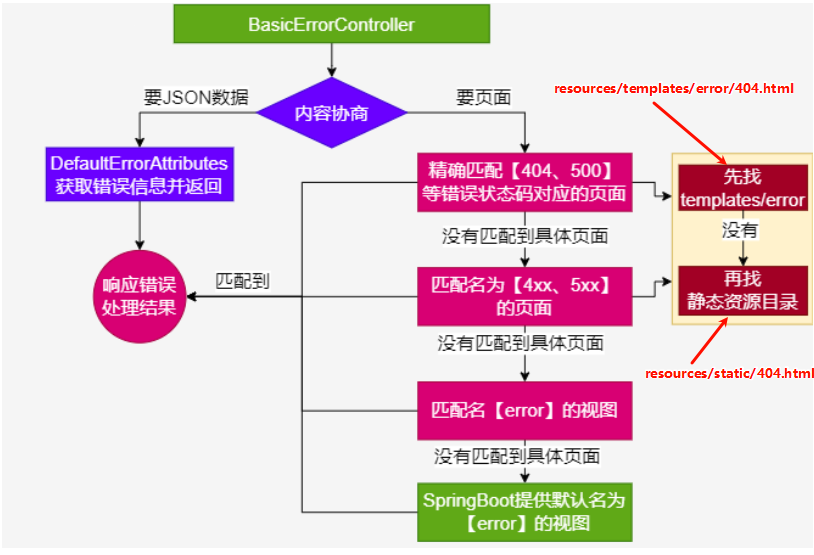 BasicErrorController
要JSON数据
内容协商
要页面
resources/templates/error/404.html
DefaultErrorAttributes
获取错误信息并返回
精确匹配【404、500】
等错误状态码对应的页面
先找
templates/error
没有匹配到具体页面
没有
响应错误
处理结果
匹配到
匹配名为【4xx、5xx】
的页面
再找
静态资源目录
没有匹配到具体页面
resources/static/404.html
匹配名【error】的视图
没有匹配到具体页面
SpringBoot提供默认名为
【error】的视图